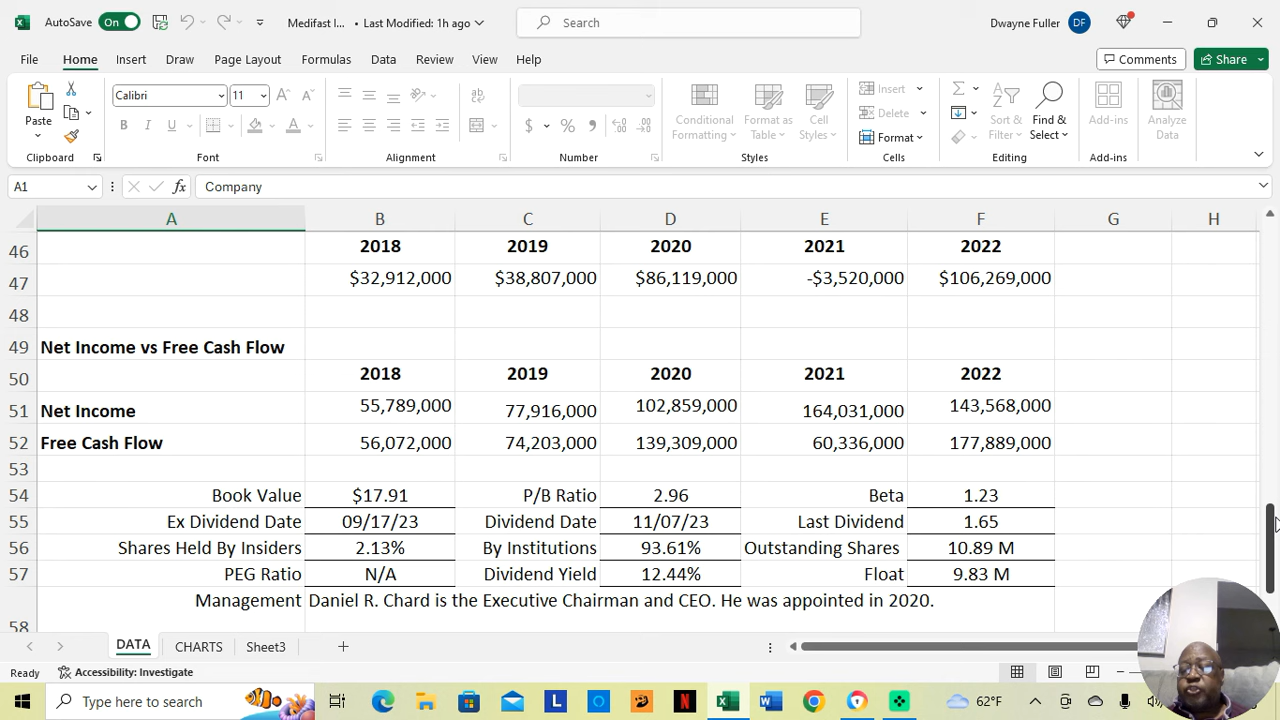 AutoSave On Medifast I... • Last Modified: 1h ago Search Dwayne Fuller DF
File Home Insert Draw Page Layout Formulas Data Review View Help Comments Share
Calibri 11 Insert
Paste B I U $ % Conditional Formatting Format as Table Cell Styles Delete Sort & Filter Find & Select Add-ins Analyze Data
Format
Clipboard Font Alignment Number Styles Cells Editing Add-ins
A1 fx Company
A B C D E F G H
46 2018 2019 2020 2021 2022
47 $32,912,000 $38,807,000 $86,119,000 -$3,520,000 $106,269,000
48
49 Net Income vs Free Cash Flow
50 2018 2019 2020 2021 2022
51 Net Income 55,789,000 77,916,000 102,859,000 164,031,000 143,568,000
52 Free Cash Flow 56,072,000 74,203,000 139,309,000 60,336,000 177,889,000
53
54 Book Value $17.91 P/B Ratio 2.96 Beta 1.23
55 Ex Dividend Date 09/17/23 Dividend Date 11/07/23 Last Dividend 1.65
56 Shares Held By Insiders 2.13% By Institutions 93.61% Outstanding Shares 10.89 M
57 PEG Ratio N/A Dividend Yield 12.44% Float 9.83 M
Management Daniel R. Chard is the Executive Chairman and CEO. He was appointed in 2020.
58
DATA CHARTS Sheet3
Ready Accessibility: Investigate
Type here to search 62°F